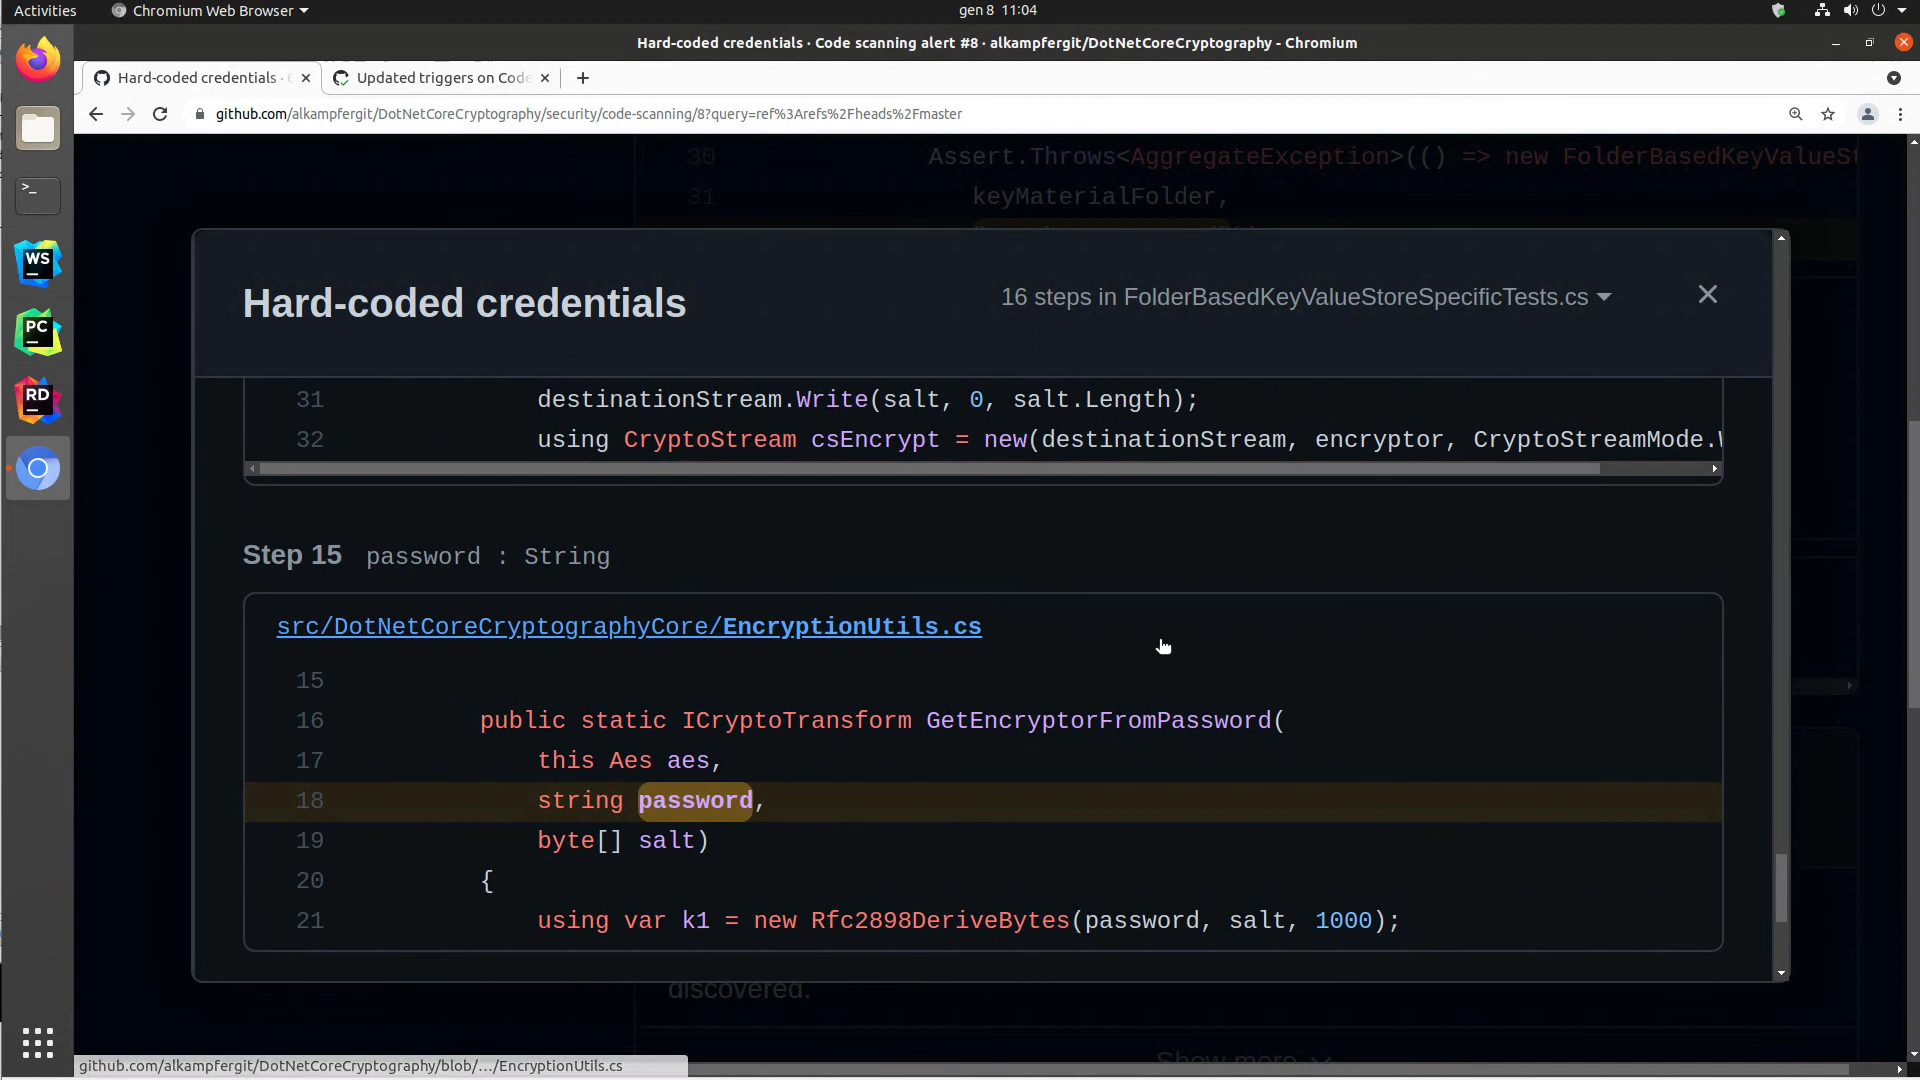 Activities
Chromium Web Browser
gen 8 11:04
Hard-coded credentials · Code scanning alert #8 · alkampfergit/DotNetCoreCryptography - Chromium
Hard-coded credentials ·
Updated triggers on Code
github.com/alkampfergit/DotNetCoreCryptography/security/code-scanning/8?query=ref%3Arefs%2Fheads%2Fmaster
WS
PC
RD
30 Assert.Throws<AggregateException>(() => new FolderBasedKeyValueSt
31 keyMaterialFolder,
Hard-coded credentials
16 steps in FolderBasedKeyValueStoreSpecificTests.cs
31 destinationStream.Write(salt, 0, salt.Length);
32 using CryptoStream csEncrypt = new(destinationStream, encryptor, CryptoStreamMode.W
Step 15 password : String
src/DotNetCoreCryptographyCore/EncryptionUtils.cs
15
16 public static ICryptoTransform GetEncryptorFromPassword(
17 this Aes aes,
18 string password,
19 byte[] salt)
20 {
21 using var k1 = new Rfc2898DeriveBytes(password, salt, 1000);
discovered.
Show more
github.com/alkampfergit/DotNetCoreCryptography/blob/…/EncryptionUtils.cs